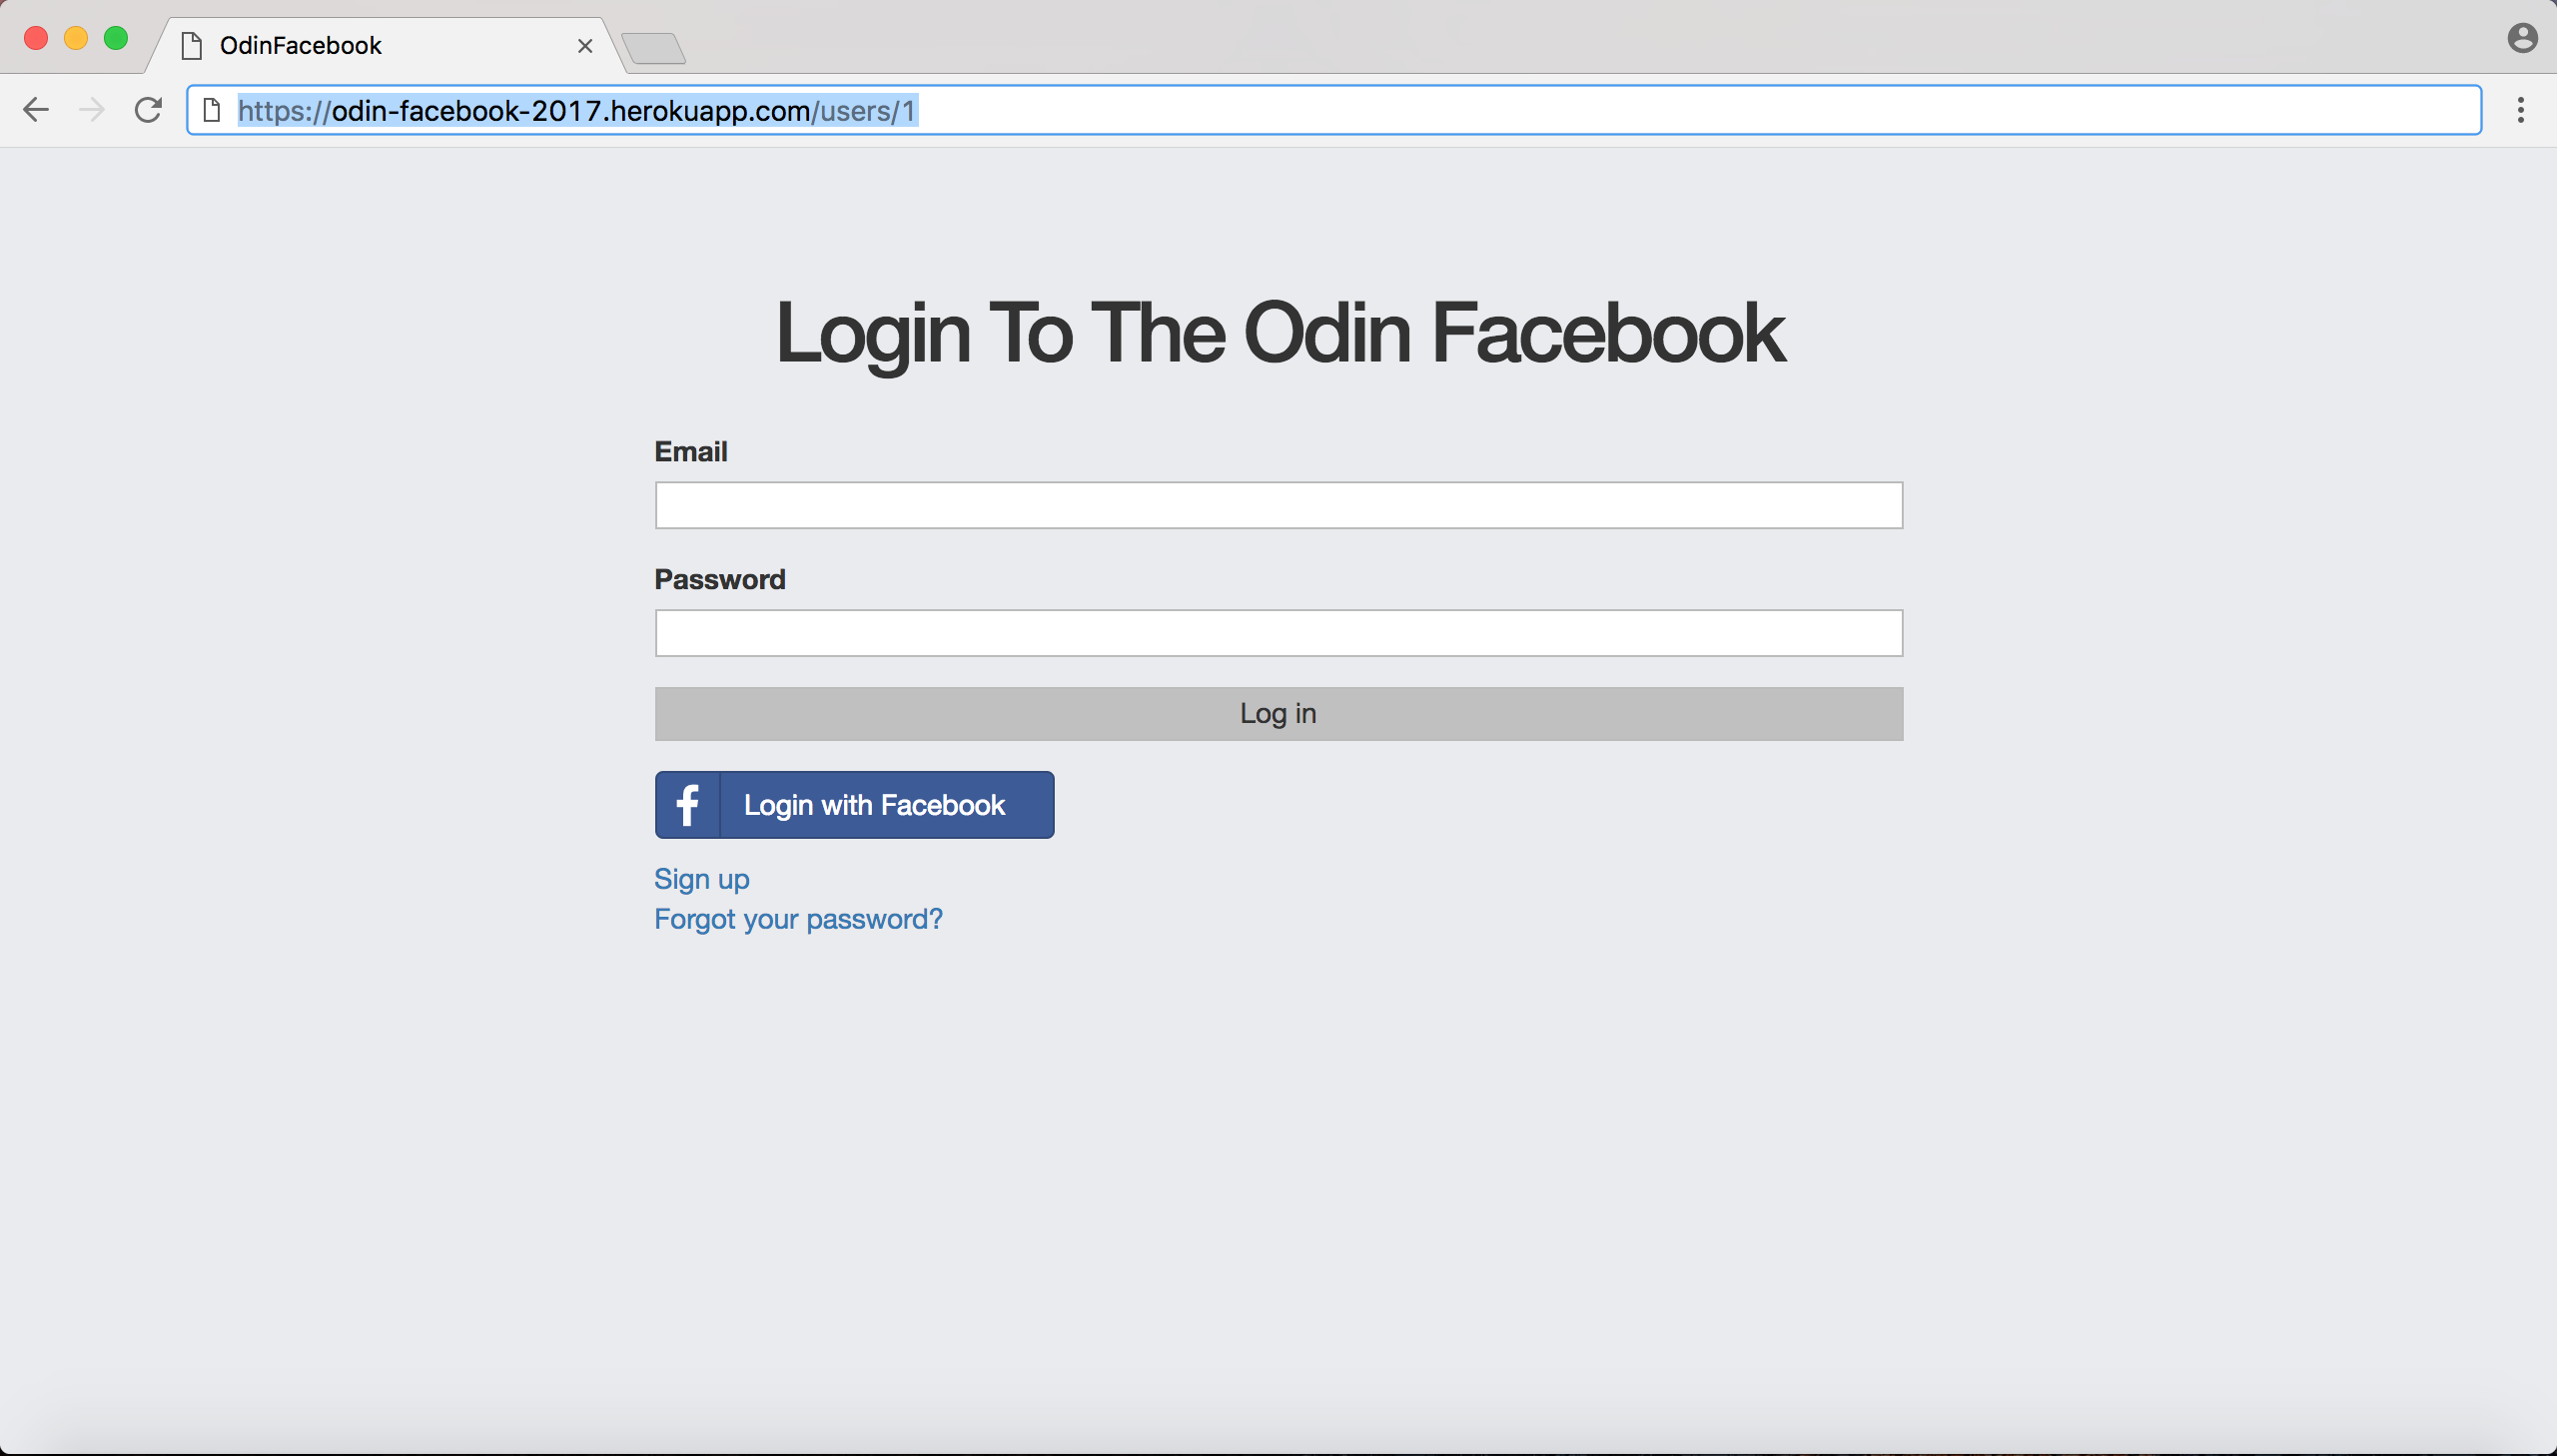 OdinFacebook
https://odin-facebook-2017.herokuapp.com/users/1
Login To The Odin Facebook
Email
Password
Log in
Login with Facebook
Sign up
Forgot your password?